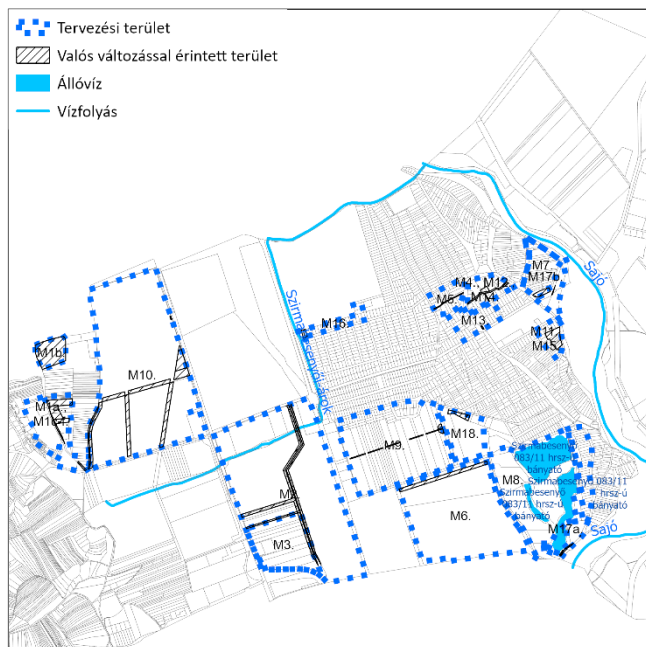 Tervezési terület
Valós változással érintett terület
Állóvíz
Vízfolyás
Sajó
M7
M17b
M4. M12.
M5. M14.
M13.
M11
M15
Szirmabesenyői árok
M16.
M1b.
M10.
M1a.
M9.
M18.
Szirmabesenyő
083/11 hrsz-ú
bányató
M8.
Szirmabesenyő 083/11
hrsz-ú
bányató
Szirmabesenyő
083/11 hrsz-ú
bányató
M6.
M3.
M17a.
Sajó